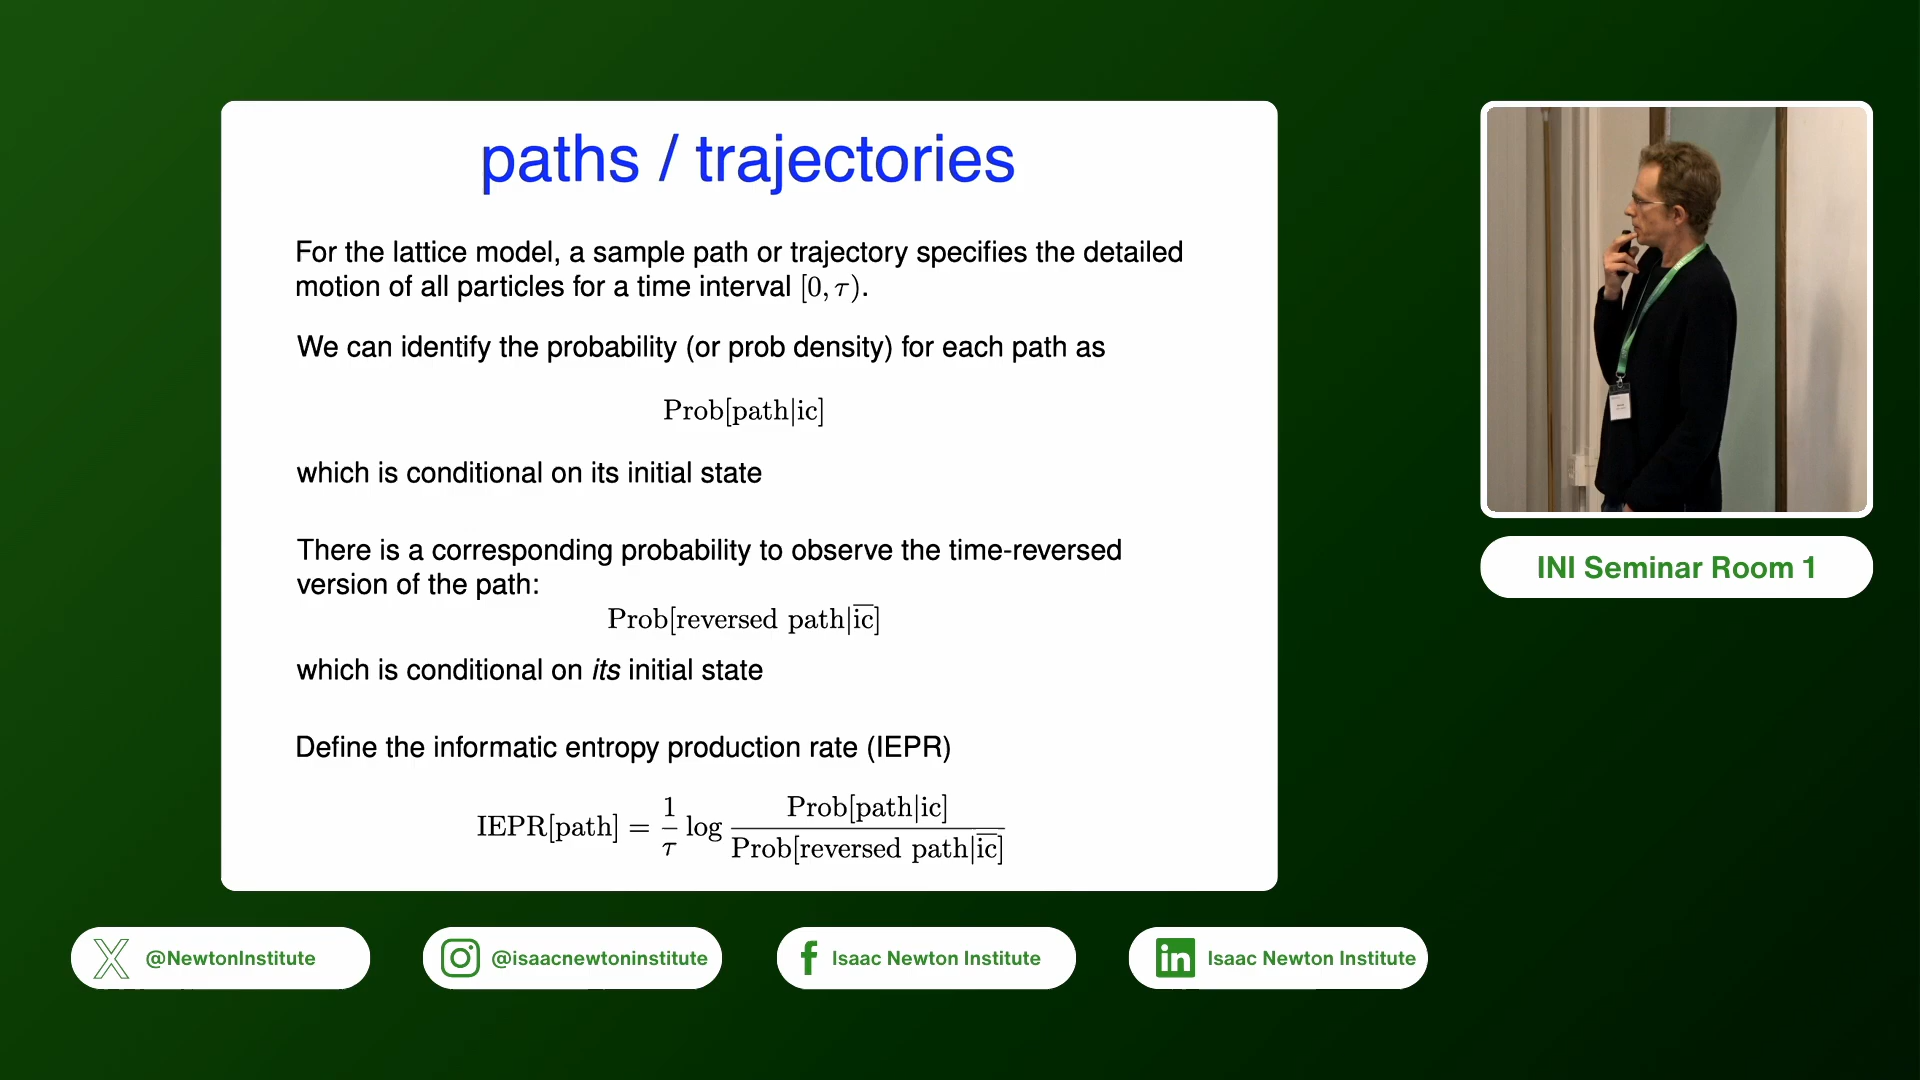 paths / trajectories
For the lattice model, a sample path or trajectory specifies the detailed
motion of all particles for a time interval [0, τ).
We can identify the probability (or prob density) for each path as
Prob[path|ic]
which is conditional on its initial state
There is a corresponding probability to observe the time-reversed
version of the path:
Prob[reversed path|i̅c̅]
which is conditional on its initial state
Define the informatic entropy production rate (IEPR)
IEPR[path] = 1/τ log Prob[path|ic] / Prob[reversed path|i̅c̅]
INI Seminar Room 1
@NewtonInstitute
@isaacnewtoninstitute
Isaac Newton Institute
Isaac Newton Institute